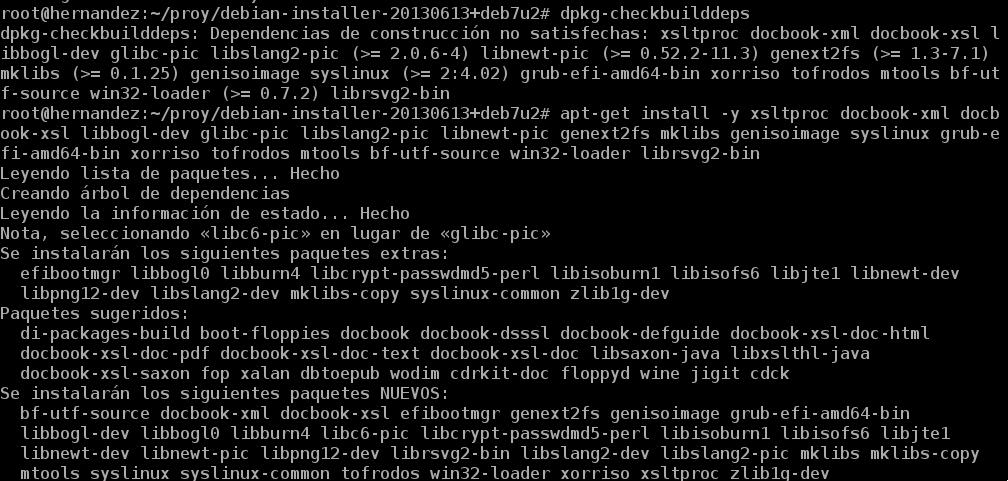 root@hernandez:~/proy/debian-installer-20130613+deb7u2# dpkg-checkbuilddeps
dpkg-checkbuilddeps: Dependencias de construcción no satisfechas: xsltproc docbook-xml docbook-xsl l
ibbogl-dev glibc-pic libslang2-pic (>= 2.0.6-4) libnewt-pic (>= 0.52.2-11.3) genext2fs (>= 1.3-7.1)
mklibs (>= 0.1.25) genisoimage syslinux (>= 2:4.02) grub-efi-amd64-bin xorriso tofrodos mtools bf-ut
f-source win32-loader (>= 0.7.2) librsvg2-bin
root@hernandez:~/proy/debian-installer-20130613+deb7u2# apt-get install -y xsltproc docbook-xml docb
ook-xsl libbogl-dev glibc-pic libslang2-pic libnewt-pic genext2fs mklibs genisoimage syslinux grub-e
fi-amd64-bin xorriso tofrodos mtools bf-utf-source win32-loader librsvg2-bin
Leyendo lista de paquetes... Hecho
Creando árbol de dependencias
Leyendo la información de estado... Hecho
Nota, seleccionando «libc6-pic» en lugar de «glibc-pic»
Se instalarán los siguientes paquetes extras:
  efibootmgr libbogl0 libburn4 libcrypt-passwdmd5-perl libisoburn1 libisofs6 libjte1 libnewt-dev
  libpng12-dev libslang2-dev mklibs-copy syslinux-common zlib1g-dev
Paquetes sugeridos:
  di-packages-build boot-floppies docbook docbook-dsssl docbook-defguide docbook-xsl-doc-html
  docbook-xsl-doc-pdf docbook-xsl-doc-text docbook-xsl-doc libsaxon-java libxslthl-java
  docbook-xsl-saxon fop xalan dbtoepub wodim cdrkit-doc floppyd wine jigit cdck
Se instalarán los siguientes paquetes NUEVOS:
  bf-utf-source docbook-xml docbook-xsl efibootmgr genext2fs genisoimage grub-efi-amd64-bin
  libbogl-dev libbogl0 libburn4 libc6-pic libcrypt-passwdmd5-perl libisoburn1 libisofs6 libjte1
  libnewt-dev libnewt-pic libpng12-dev librsvg2-bin libslang2-dev libslang2-pic mklibs mklibs-copy
  mtools syslinux syslinux-common tofrodos win32-loader xorriso xsltproc zlib1g-dev